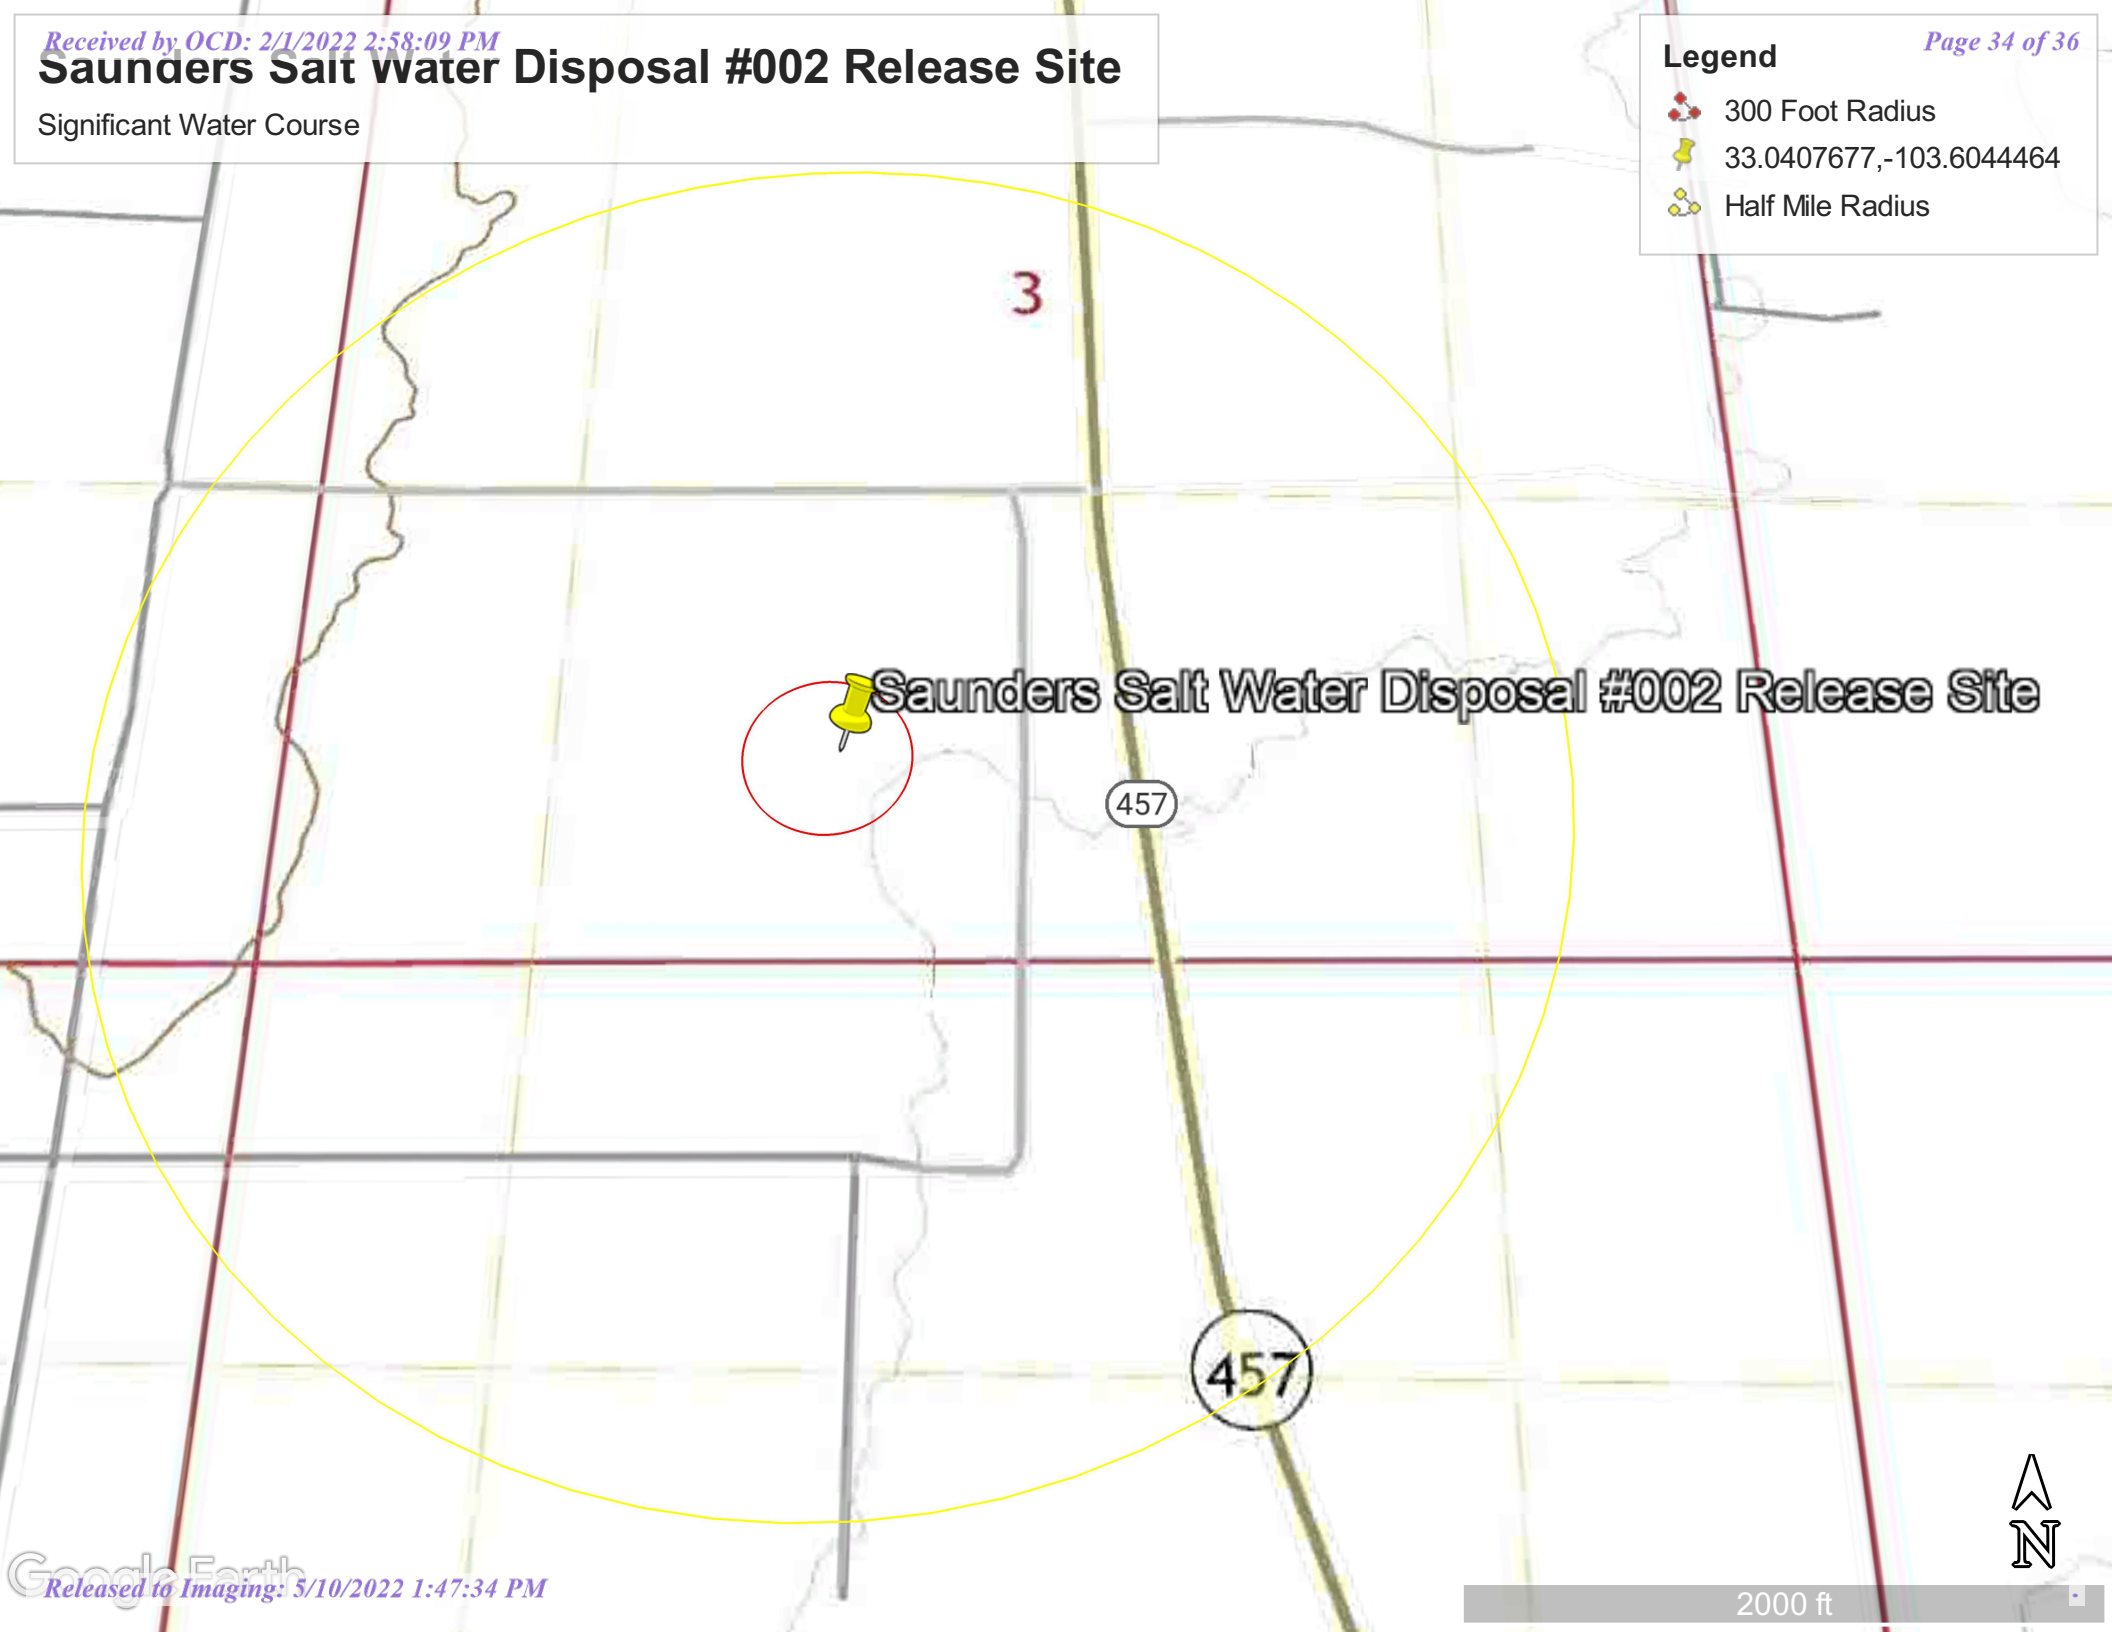 Received by OCD: 2/1/2022 2:58:09 PM
Page 34 of 36
Saunders Salt Water Disposal #002 Release Site
Significant Water Course
Legend
300 Foot Radius
33.0407677,-103.6044464
Half Mile Radius
3
Saunders Salt Water Disposal #002 Release Site
457
457
N
Google Earth
Released to Imaging: 5/10/2022 1:47:34 PM
2000 ft